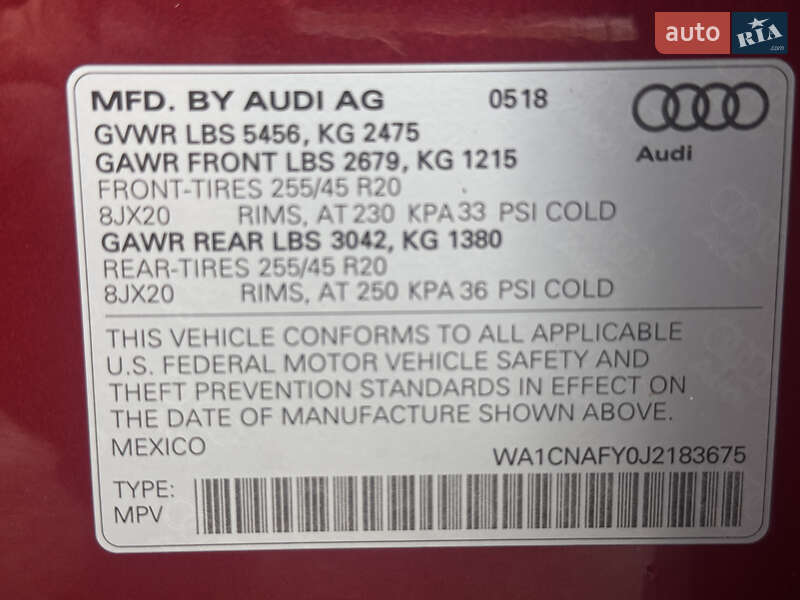 auto RIA
MFD. BY AUDI AG 0518
GVWR LBS 5456, KG 2475
GAWR FRONT LBS 2679, KG 1215
Audi
FRONT-TIRES 255/45 R20
8JX20 RIMS, AT 230 KPA 33 PSI COLD
GAWR REAR LBS 3042, KG 1380
REAR-TIRES 255/45 R20
8JX20 RIMS, AT 250 KPA 36 PSI COLD
THIS VEHICLE CONFORMS TO ALL APPLICABLE
U.S. FEDERAL MOTOR VEHICLE SAFETY AND
THEFT PREVENTION STANDARDS IN EFFECT ON
THE DATE OF MANUFACTURE SHOWN ABOVE.
MEXICO
WA1CNAFY0J2183675
TYPE:
MPV